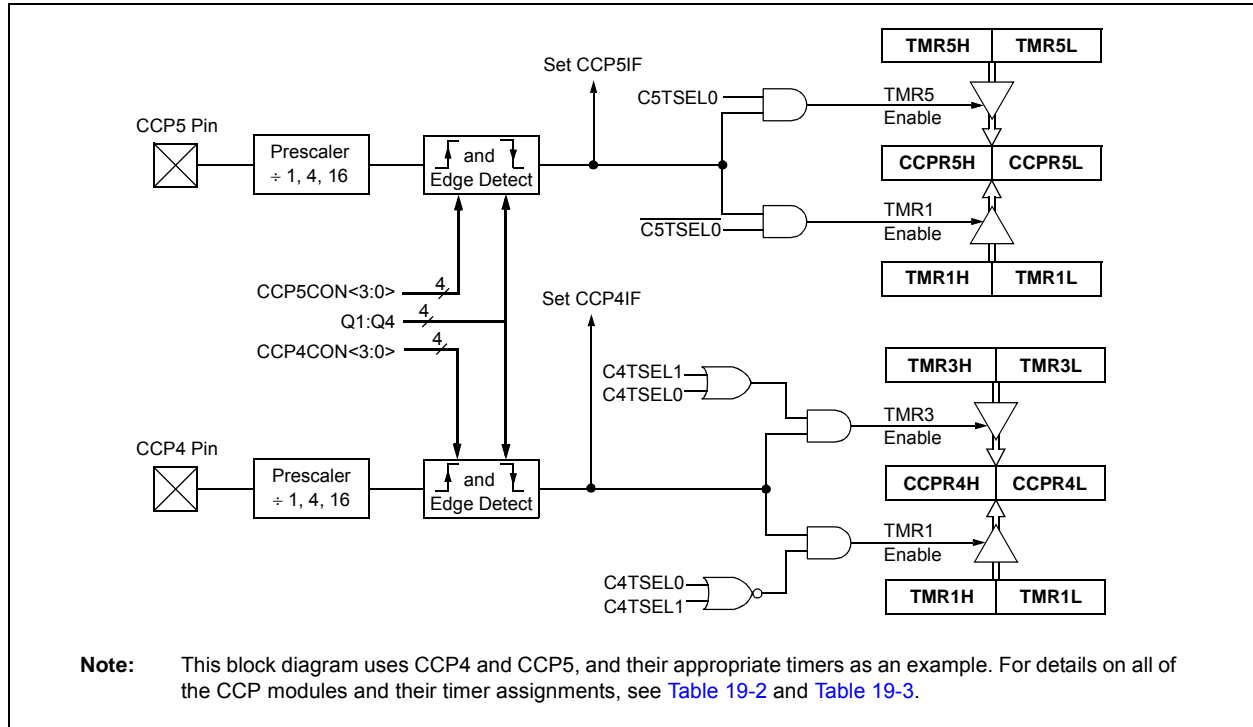 TMR5H TMR5L
Set CCP5IF
C5TSEL0
TMR5
Enable
CCP5 Pin
Prescaler
÷ 1, 4, 16
and
Edge Detect
CCPR5H CCPR5L
C5TSEL0
TMR1
Enable
TMR1H TMR1L
CCP5CON<3:0>
4
Q1:Q4
4
CCP4CON<3:0>
4
Set CCP4IF
TMR3H TMR3L
C4TSEL1
C4TSEL0
TMR3
Enable
CCP4 Pin
Prescaler
÷ 1, 4, 16
and
Edge Detect
CCPR4H CCPR4L
TMR1
Enable
C4TSEL0
C4TSEL1
TMR1H TMR1L
Note: This block diagram uses CCP4 and CCP5, and their appropriate timers as an example. For details on all of
the CCP modules and their timer assignments, see Table 19-2 and Table 19-3.